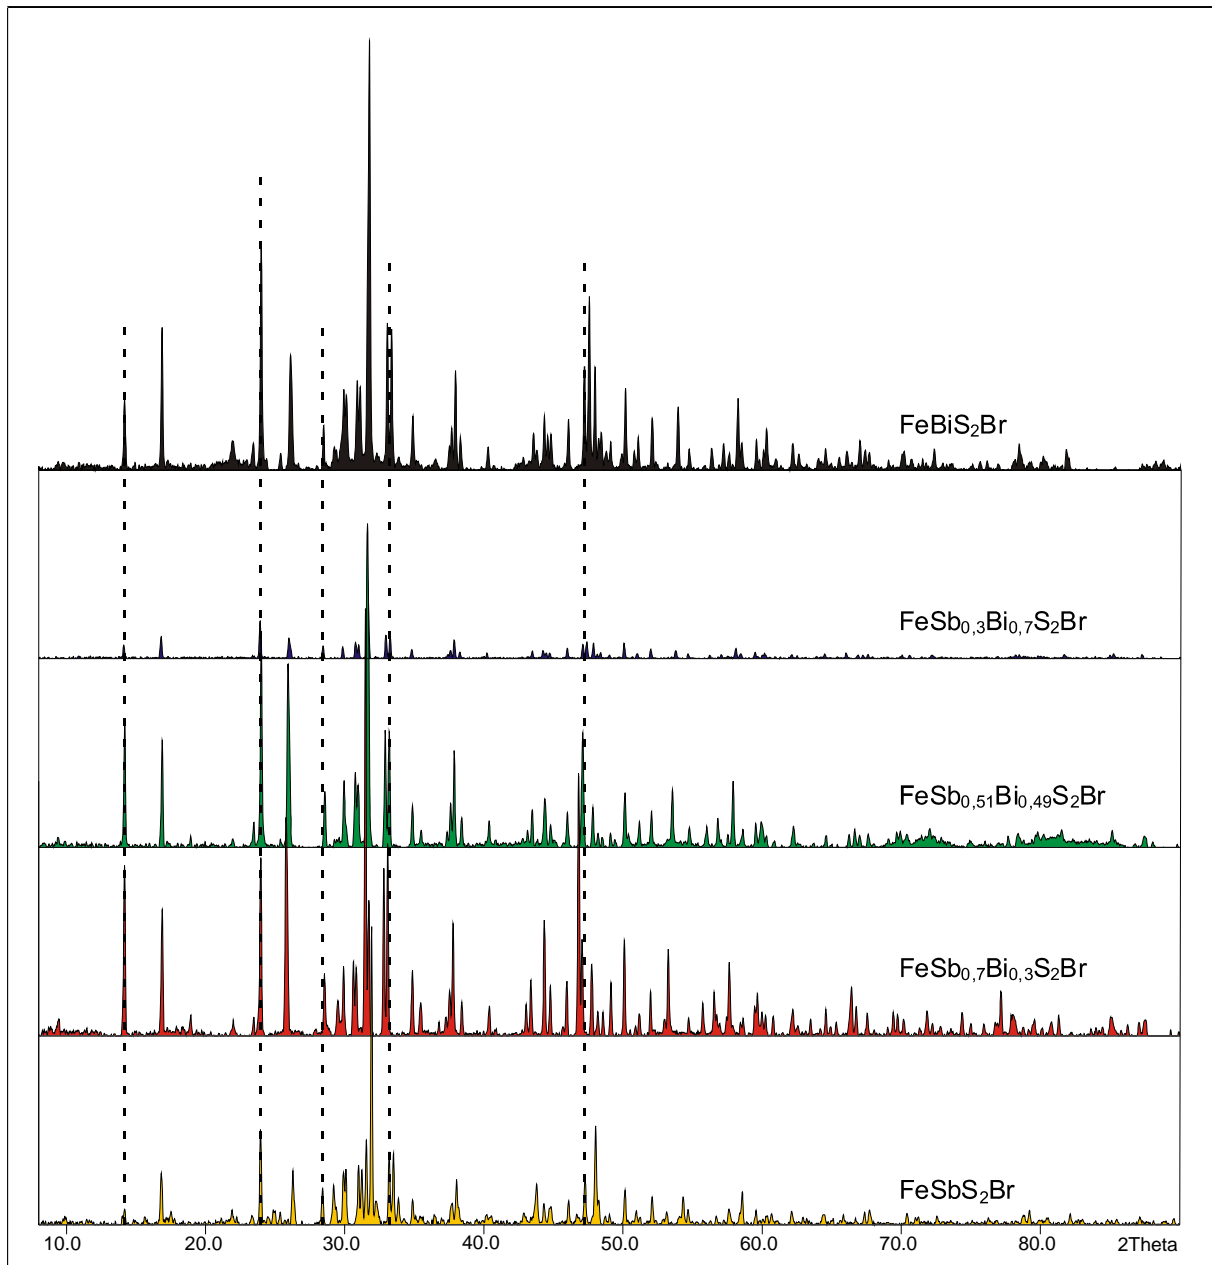 FeBiS₂Br
FeSb₀,₃Bi₀,₇S₂Br
FeSb₀,₅₁Bi₀,₄₉S₂Br
FeSb₀,₇Bi₀,₃S₂Br
FeSbS₂Br
10.0 20.0 30.0 40.0 50.0 60.0 70.0 80.0 2Theta